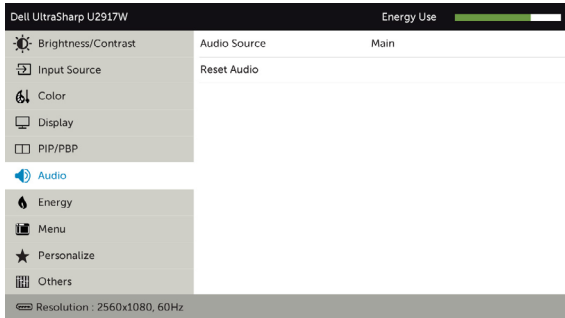 Dell UltraSharp U2917W Energy Use
Brightness/Contrast Audio Source Main
Input Source Reset Audio
Color
Display
PIP/PBP
Audio
Energy
Menu
Personalize
Others
Resolution : 2560x1080, 60Hz